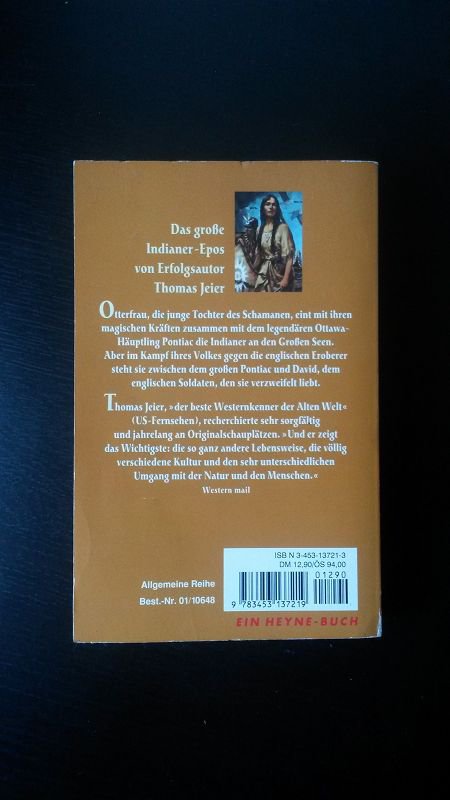 Das große
Indianer-Epos
von Erfolgsautor
Thomas Jeier
Otterfrau, die junge Tochter des Schamanen, eint mit ihren
magischen Kräften zusammen mit dem legendären Ottawa-
Häuptling Pontiac die Indianer an den Großen Seen.
Aber im Kampf ihres Volkes gegen die englischen Eroberer
steht sie zwischen dem großen Pontiac und David, dem
englischen Soldaten, den sie verzweifelt liebt.
Thomas Jeier, »der beste Westernkenner der Alten Welt«
(US-Fernsehen), recherchierte sehr sorgfältig
und jahrelang an Originalschauplätzen. »Und er zeigt
das Wichtigste: die so ganz andere Lebensweise, die völlig
verschiedene Kultur und den sehr unterschiedlichen
Umgang mit der Natur und den Menschen.«
Western mail
ISBN 3-453-13721-3
DM 12,90/ÖS 94,00
01290
9 783453 137219
Allgemeine Reihe
Best.-Nr. 01/10648
EIN HEYNE-BUCH